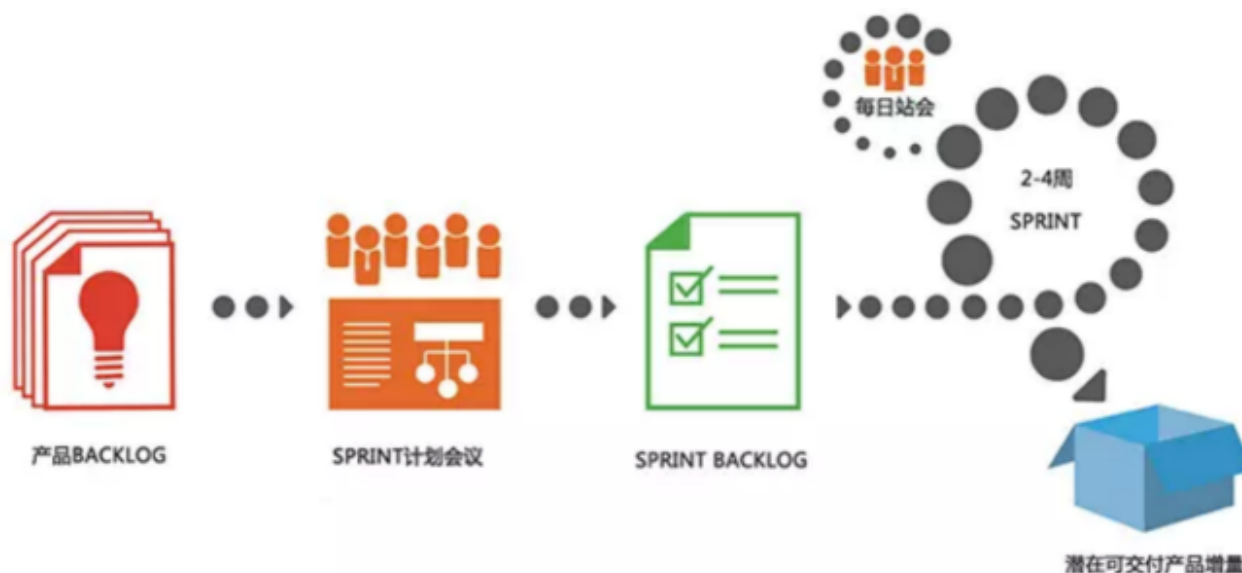 每日站会
2-4周
SPRINT
产品BACKLOG
SPRINT计划会议
SPRINT BACKLOG
潜在可交付产品增量